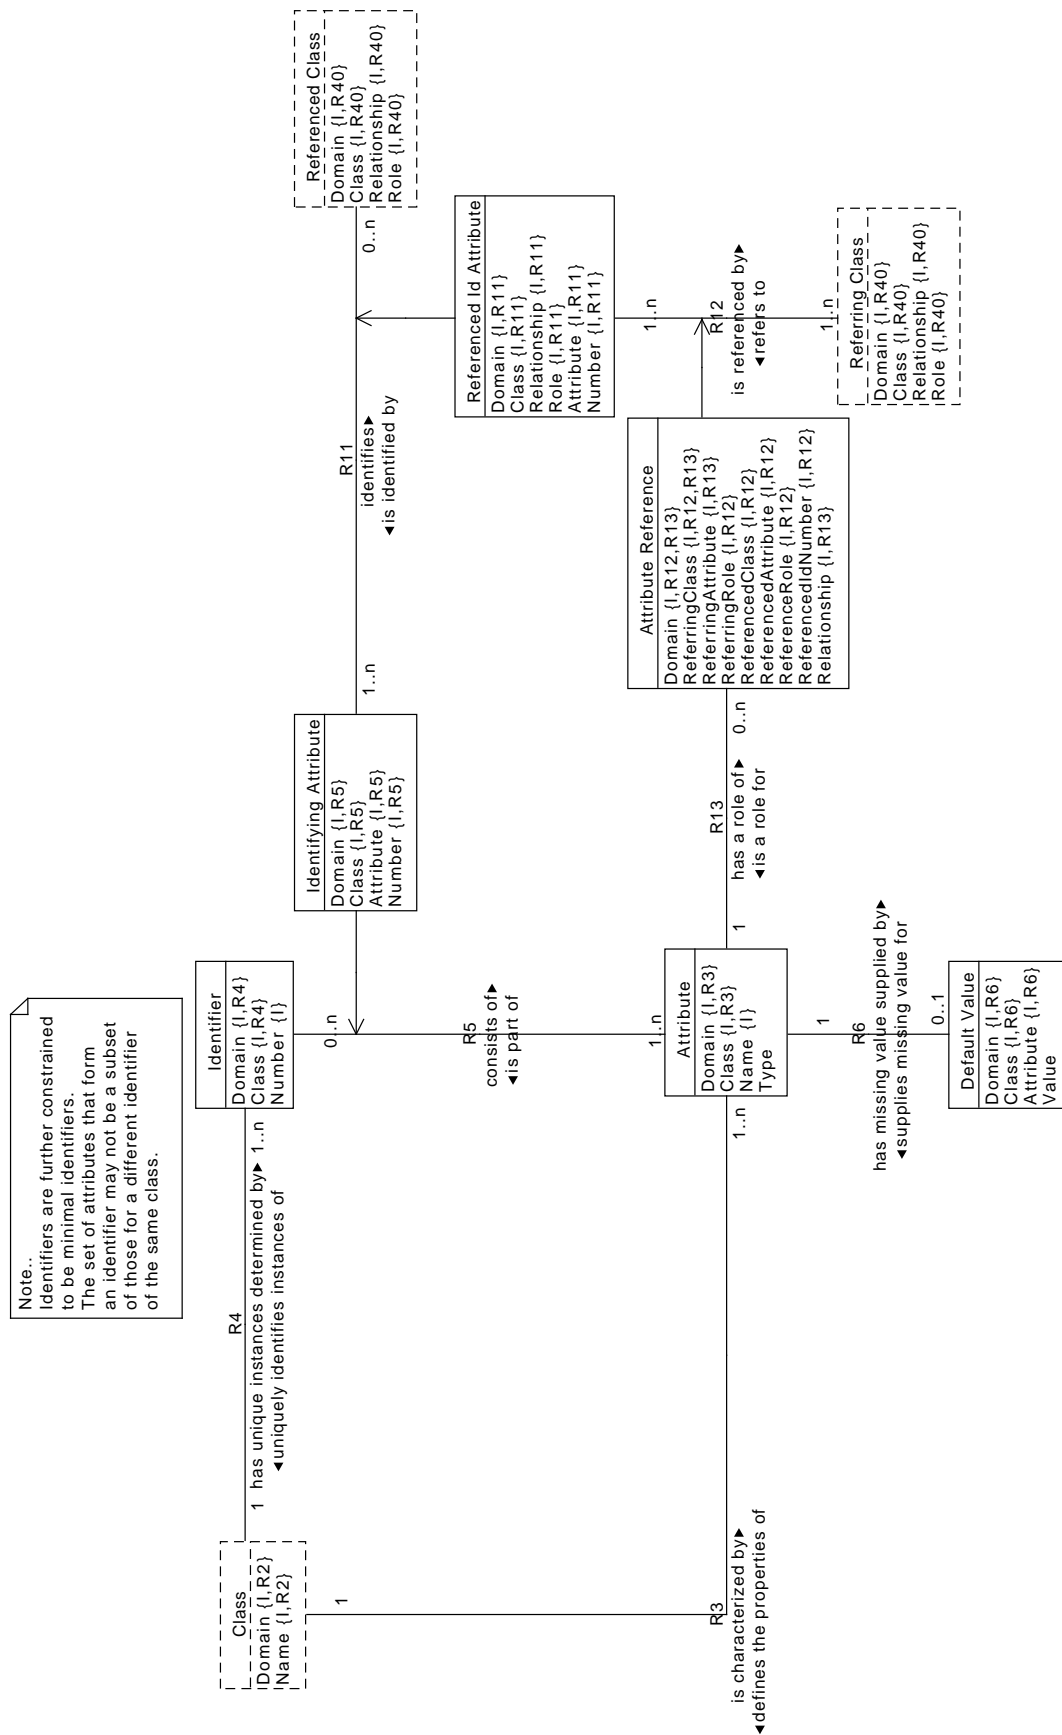 Note..
Identifiers are further constrained
to be minimal identifiers.
The set of attributes that form
an identifier may not be a subset
of those for a different identifier
of the same class.
Class
Domain {I,R2}
Name {I,R2}
1
R4
has unique instances determined by►
◄uniquely identifies instances of
1..n
Identifier
Domain {I,R4}
Class {I,R4}
Number {I}
0..n
R5
consists of►
◄is part of
1..n
Identifying Attribute
Domain {I,R5}
Class {I,R5}
Attribute {I,R5}
Number {I,R5}
1..n
R11
identifies►
◄is identified by
0..n
Referenced Class
Domain {I,R40}
Class {I,R40}
Relationship {I,R40}
Role {I,R40}
Referenced Id Attribute
Domain {I,R11}
Class {I,R11}
Relationship {I,R11}
Role {I,R11}
Attribute {I,R11}
Number {I,R11}
1..n
R12
is referenced by►
◄refers to
1..n
Referring Class
Domain {I,R40}
Class {I,R40}
Relationship {I,R40}
Role {I,R40}
Attribute Reference
Domain {I,R12,R13}
ReferringClass {I,R12,R13}
ReferringAttribute {I,R13}
ReferringRole {I,R12}
ReferencedClass {I,R12}
ReferencedAttribute {I,R12}
ReferenceRole {I,R12}
ReferencedIdNumber {I,R12}
Relationship {I,R13}
0..n
R13
has a role of►
◄is a role for
1
Attribute
Domain {I,R3}
Class {I,R3}
Name {I}
Type
1..n
1
R3
is characterized by►
◄defines the properties of
1
R6
has missing value supplied by►
◄supplies missing value for
0..1
Default Value
Domain {I,R6}
Class {I,R6}
Attribute {I,R6}
Value